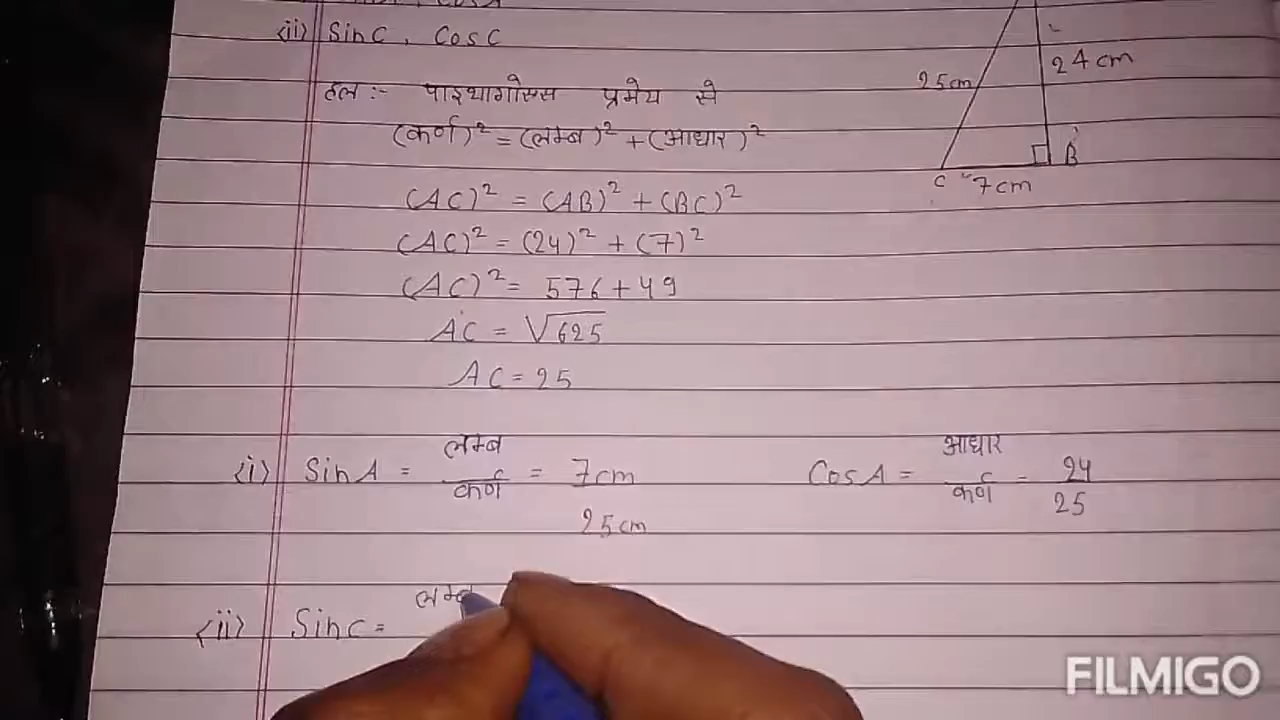 (ii) Sin C, Cos C
25cm
24 cm
हल :- पाइथागोरस प्रमेय से
(कर्ण)² = (लम्ब)² + (आधार)²
B
C 7cm
(AC)² = (AB)² + (BC)²
(AC)² = (24)² + (7)²
(AC)² = 576 + 49
AC = √625
AC = 25
(i) Sin A = लम्ब/कर्ण = 7cm/25cm
Cos A = आधार/कर्ण = 24/25
(ii) Sin C = लम्ब
FILMIGO